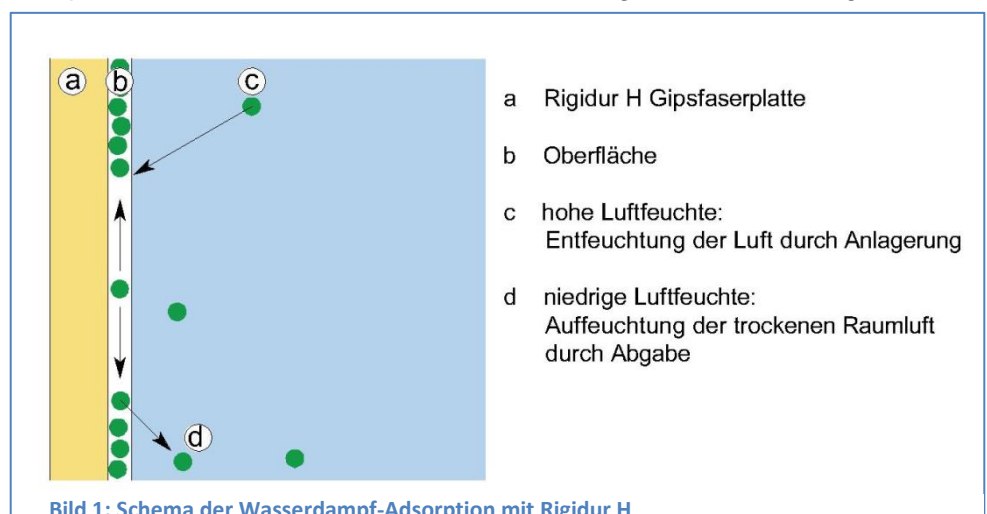 a b c
a Rigidur H Gipsfaserplatte
b Oberfläche
c hohe Luftfeuchte:
Entfeuchtung der Luft durch Anlagerung
d niedrige Luftfeuchte:
Auffeuchtung der trockenen Raumluft
durch Abgabe
d
Bild 1: Schema der Wasserdampf-Adsorption mit Rigidur H